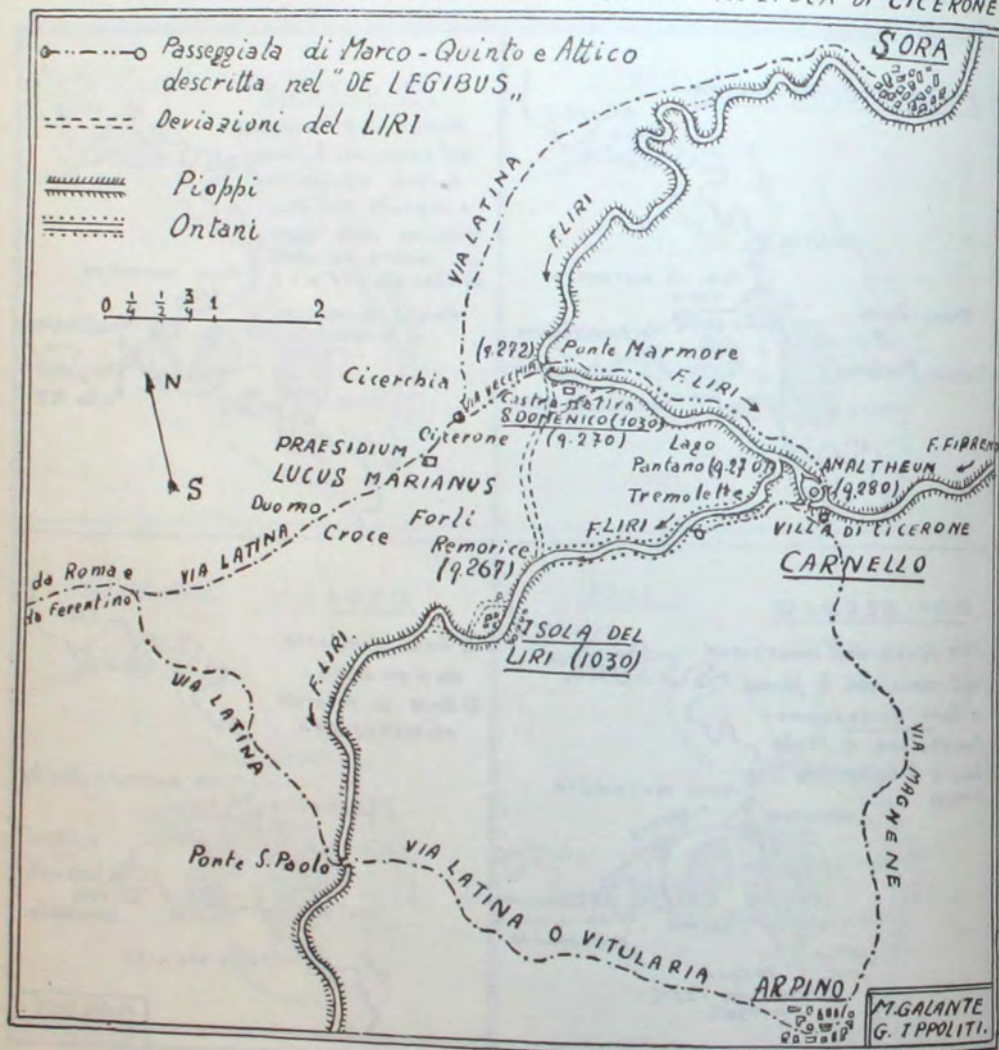 DI CICERONE
Passeggiata di Marco - Quinto e Attico
descritta nel "DE LEGIBUS„
Deviazioni del LIRI
Pioppi
Ontani
0 1/4 1/2 3/4 1 2
N
S
SORA
VIA LATINA
F. LIRI
(q.272) Ponte Marmore
Cicerchia
VIA VECCHIA
F. LIRI
S. DOMENICO (1030)
(q.270)
Cicerone
PRAESIDIUM
LUCUS MARIANUS
Lago
Pantano (q.270)
Tremolette
AMALTHEUM
(q.280)
F. FIBRENO
VILLA DI CICERONE
CARNELLO
Duomo
Croce
Forli
F. LIRI
Remorice
(q.267)
VIA LATINA
da Roma e
da Ferentino
ISOLA DEL
LIRI (1030)
F. LIRI.
VIA LATINA
VIA MAGNENE
Ponte S. Paolo
VIA LATINA O VITULARIA
ARPINO
M. GALANTE
G. IPPOLITI.